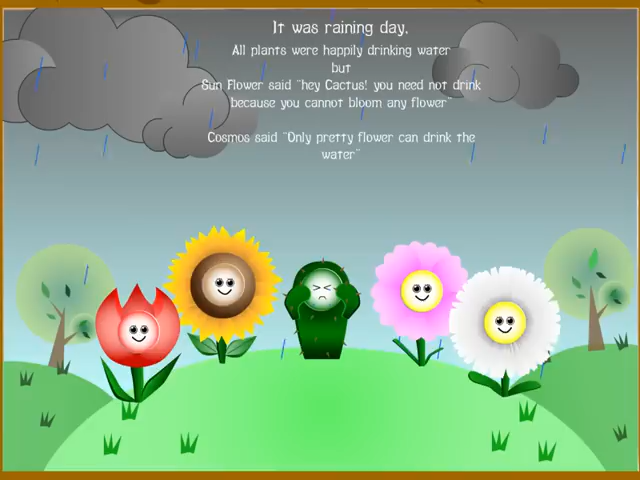 It was raining day,
All plants were happily drinking water
but
Sun Flower said "hey Cactus! you need not drink
because you cannot bloom any flower"
Cosmos said "Only pretty flower can drink the
water"